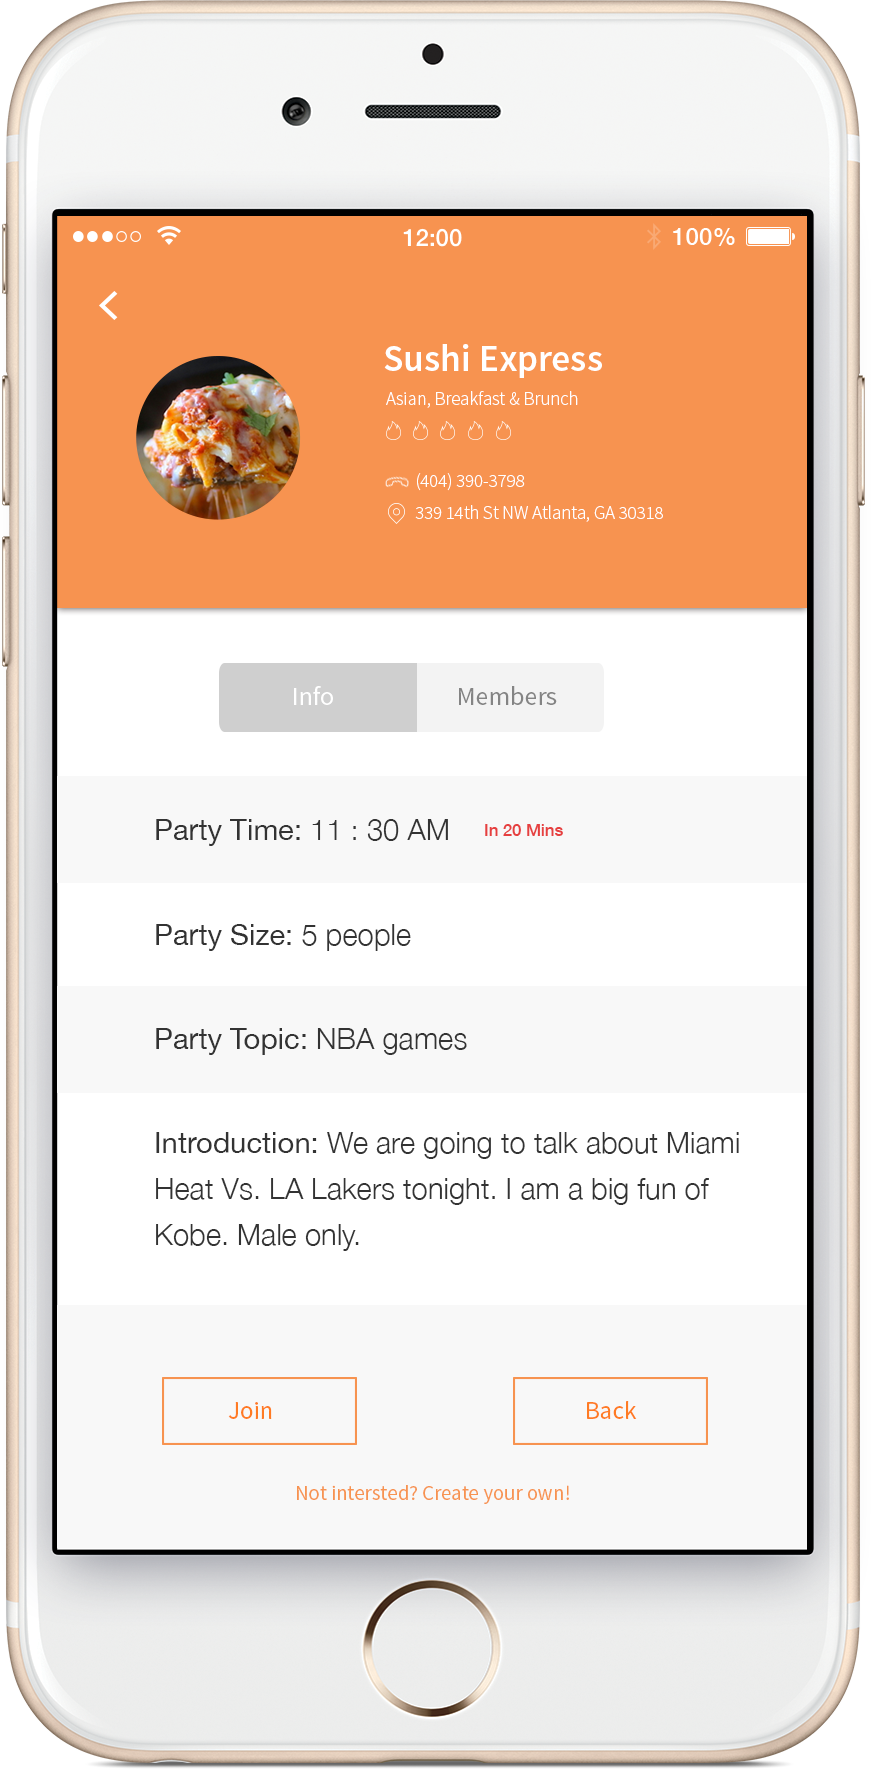 12:00
100%
Sushi Express
Asian, Breakfast & Brunch
(404) 390-3798
339 14th St NW Atlanta, GA 30318
Info Members
Party Time: 11 : 30 AM In 20 Mins
Party Size: 5 people
Party Topic: NBA games
Introduction: We are going to talk about Miami
Heat Vs. LA Lakers tonight. I am a big fun of
Kobe. Male only.
Join Back
Not intersted? Create your own!